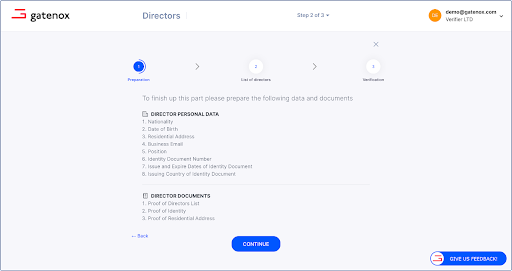 gatenox
Directors
Step 2 of 3
De
demo@gatenox.com
Verifier LTD
1
2
3
Preparation
List of directors
Verification
To finish up this part please prepare the following data and documents
DIRECTOR PERSONAL DATA
1. Nationality
2. Date of Birth
3. Residential Address
4. Business Email
5. Position
6. Identity Document Number
7. Issue and Expire Dates of Identity Document
8. Issuing Country of Identity Document
DIRECTOR DOCUMENTS
1. Proof of Directors List
2. Proof of Identity
3. Proof of Residential Address
← Back
CONTINUE
GIVE US FEEDBACK!